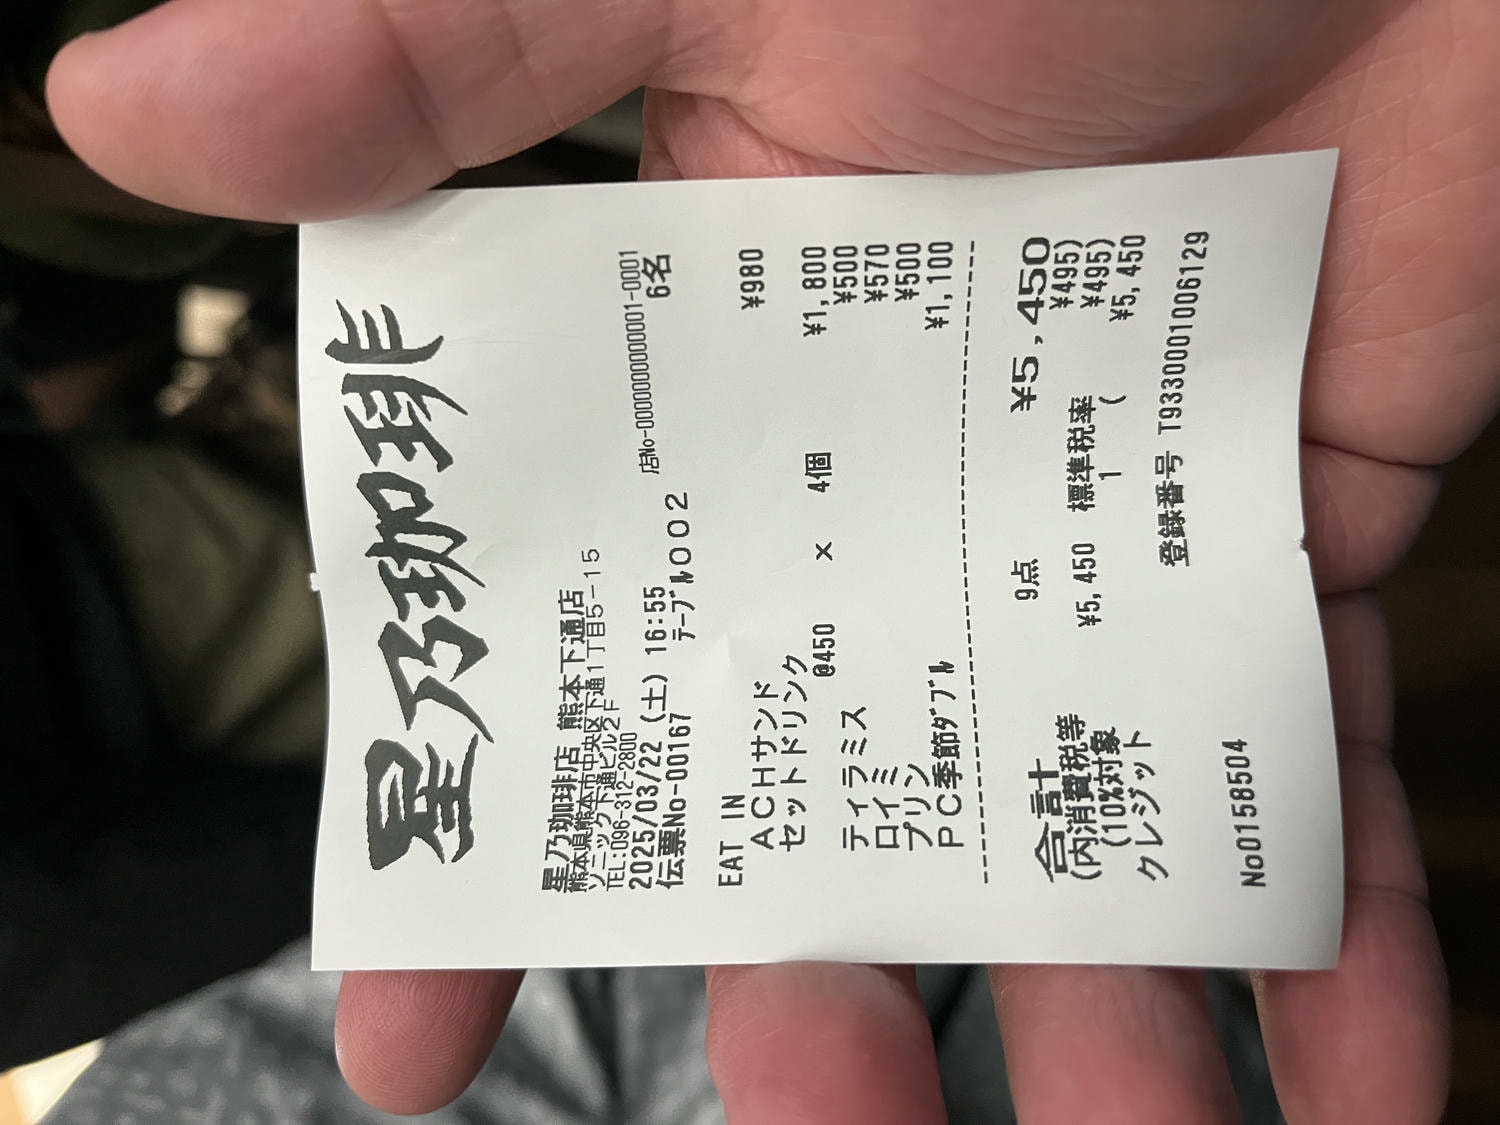 星乃珈琲
星乃珈琲店 熊本下通店
熊本県熊本市中央区下通1丁目5-15
ソニック下通ビル2F
TEL:096-312-2800 店No-0000000000001-0001
2025/03/22 (土) 16:55 6名
伝票No-00167 ﾃｰﾌﾞﾙ002
EAT IN
ACHサンド ¥980
セットドリンク
@450 × 4個 ¥1,800
ティラミス ¥500
ロイミ ¥570
プリン ¥500
PC季節ﾀﾞﾌﾞﾙ ¥1,100
9点
合計 ¥5,450
(内消費税等 ¥495)
(10%対象 ¥5,450 標準税率 ¥495)
クレジット 1 ( ¥5,450
登録番号 T9330001006129
No0158504